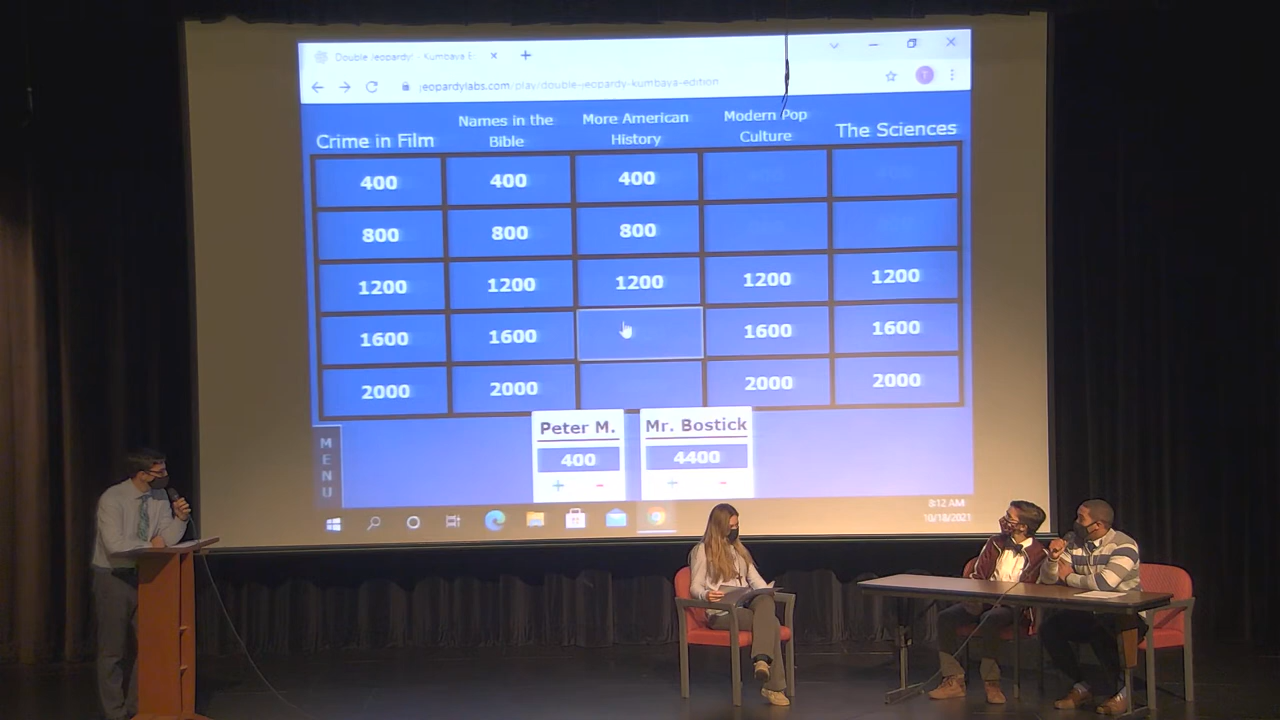 Double Jeopardy! - Kumbaya E
jeopardylabs.com/play/double-jeopardy-kumbaya-edition
T
Crime in Film
Names in the
Bible
More American
History
Modern Pop
Culture
The Sciences
400 400 400
800 800 800
1200 1200 1200 1200 1200
1600 1600 1600 1600
2000 2000 2000 2000
MENU
Peter M.
400
+ -
Mr. Bostick
4400
+ -
8:12 AM
10/18/2021